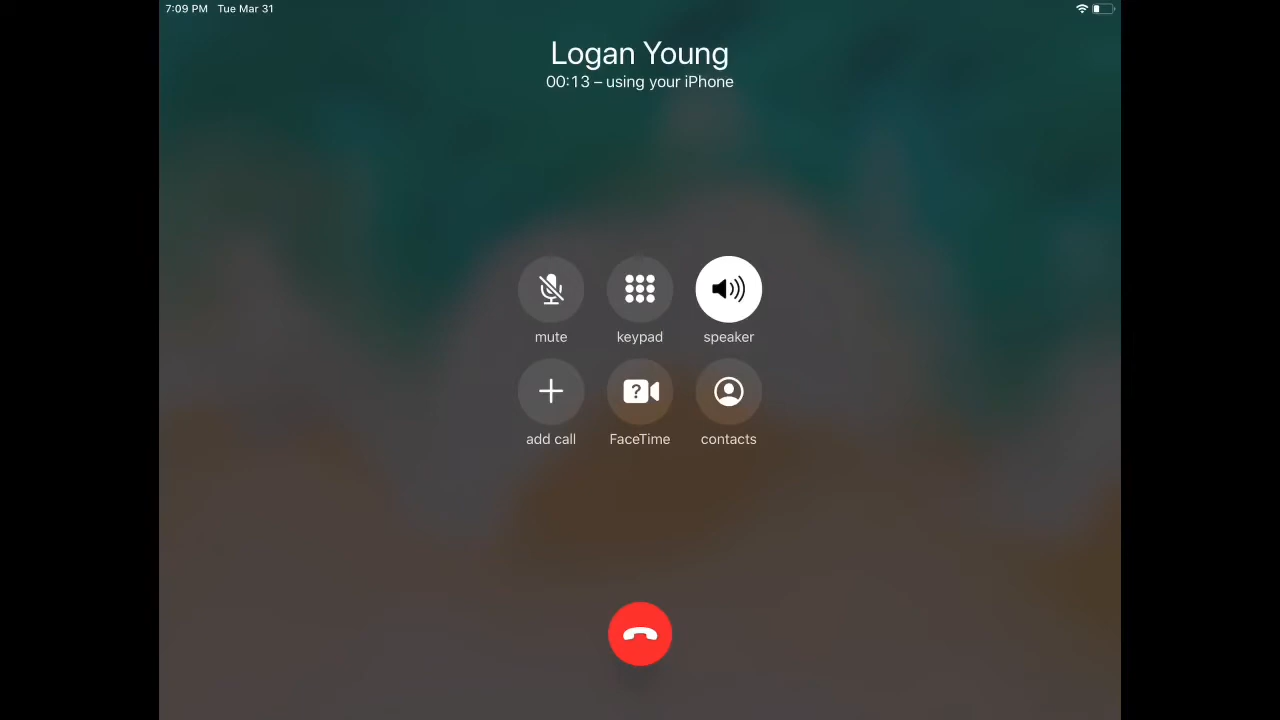 7:09 PM Tue Mar 31
Logan Young
00:13 – using your iPhone
mute keypad speaker
?
add call FaceTime contacts